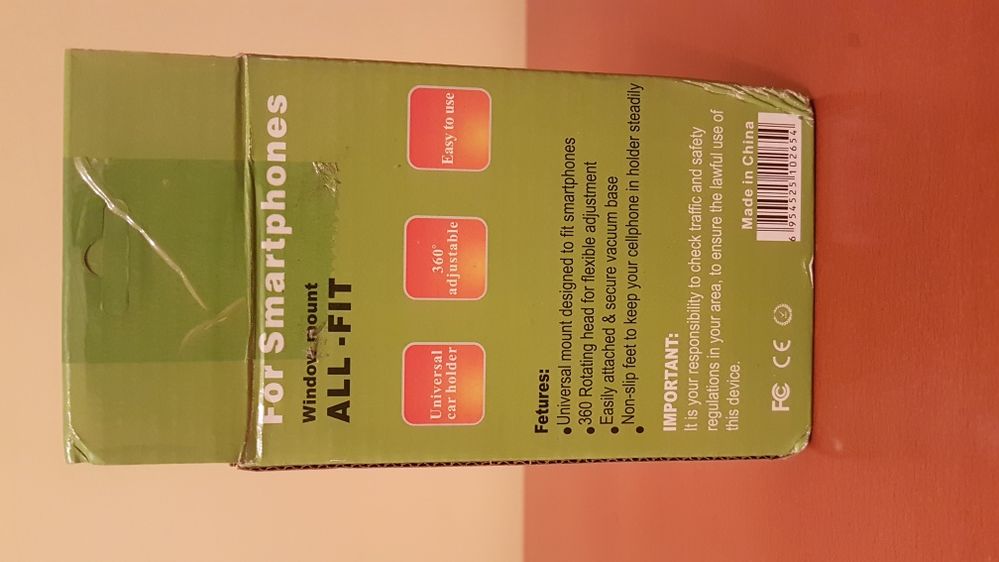 For Smartphones
Window mount
ALL -FIT
Universal
car holder
360°
adjustable
Easy to use
Fetures:
• Universal mount designed to fit smartphones
• 360 Rotating head for flexible adjustment
• Easily attached & secure vacuum base
• Non-slip feet to keep your cellphone in holder steadily
IMPORTANT:
It is your responsibility to check traffic and safety
regulations in your area, to ensure the lawful use of
this device.
FC CE
Made in China
6 954525 102654